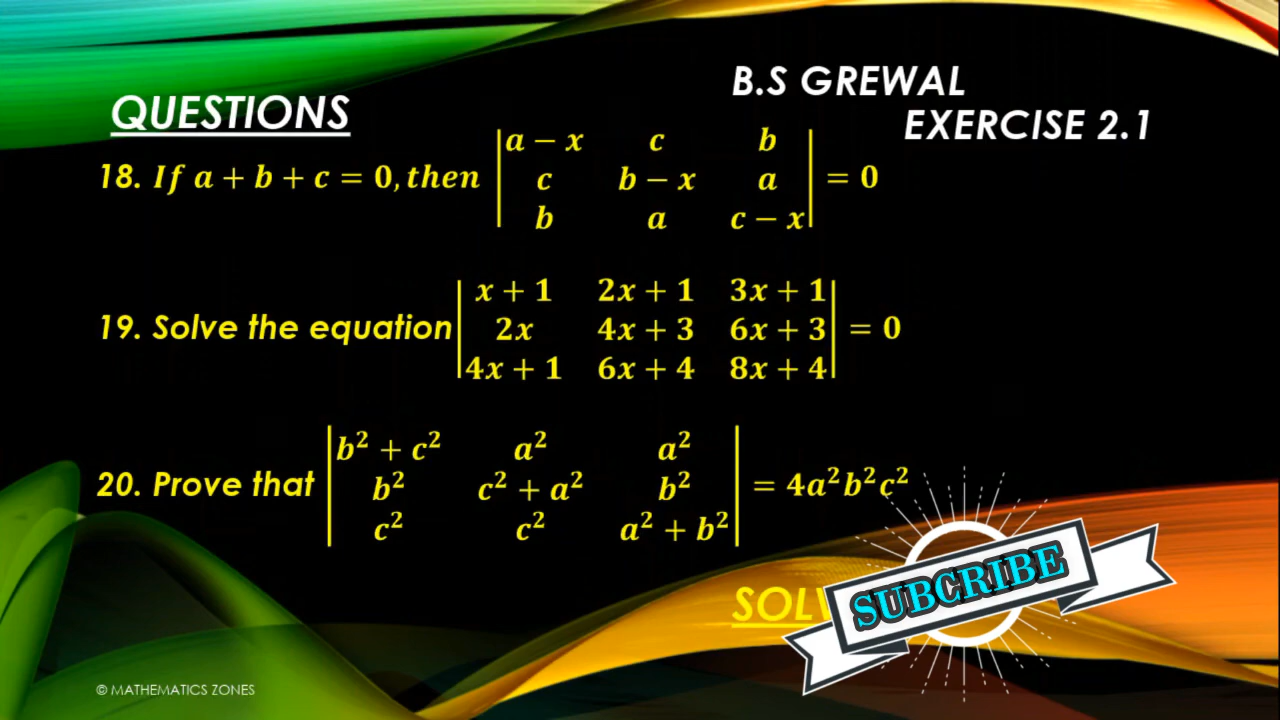 QUESTIONS
B.S GREWAL
EXERCISE 2.1
18. If a + b + c = 0, then |a − x c b|
|c b − x a| = 0
|b a c − x|
19. Solve the equation |x + 1 2x + 1 3x + 1|
|2x 4x + 3 6x + 3| = 0
|4x + 1 6x + 4 8x + 4|
20. Prove that |b² + c² a² a²|
|b² c² + a² b²| = 4a²b²c²
|c² c² a² + b²|
SUBCRIBE
© MATHEMATICS ZONES